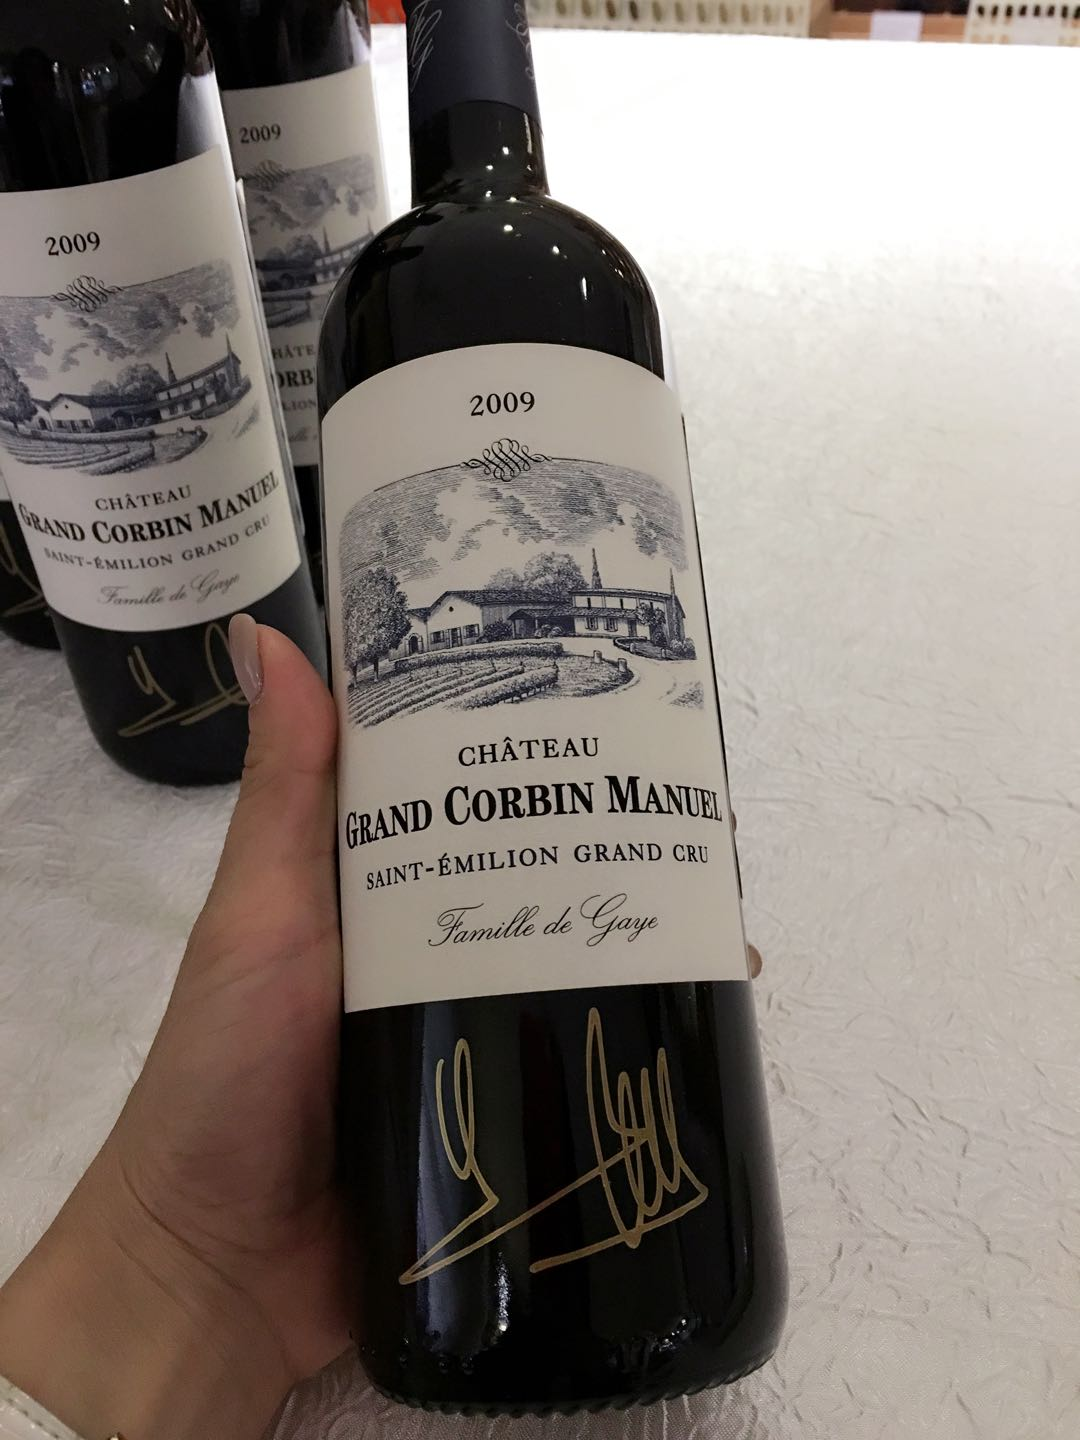 2009
CHÂTEAU
GRAND CORBIN MANUEL
SAINT-ÉMILION GRAND CRU
Famille de Gaye
2009
CHÂTEAU
GRAND CORBIN MANUEL
SAINT-ÉMILION GRAND CRU
Famille de Gaye
2009